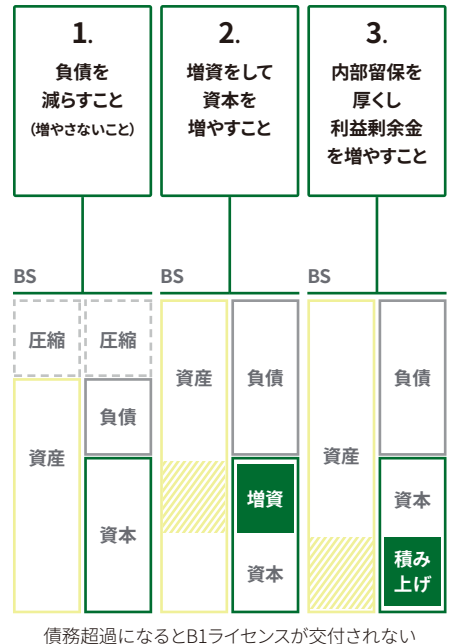 1.
負債を
減らすこと
(増やさないこと)
2.
増資をして
資本を
増やすこと
3.
内部留保を
厚くし
利益剰余金
を増やすこと
BS
圧縮
圧縮
資産
負債
資本
BS
資産
負債
増資
資本
BS
資産
負債
資本
積み
上げ
債務超過になるとB1ライセンスが交付されない